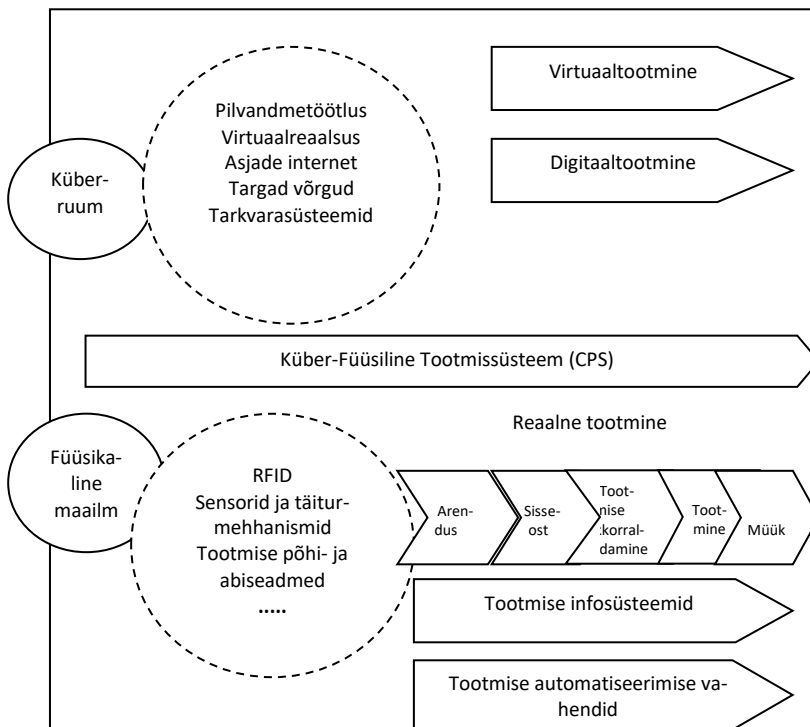 Virtuaaltootmine
Pilvandmetöötlus
Virtuaalreaalsus
Asjade internet
Targad võrgud
Tarkvarasüsteemid
Digitaaltootmine
Küber-
ruum
Küber-Füüsiline Tootmissüsteem (CPS)
Reaalne tootmine
Füüsika-
line
maailm
RFID
Sensorid ja täitur-
mehhanismid
Tootmise põhi- ja
abiseadmed
.....
Aren-
dus
Sisse-
ost
Toot-
mise
korral-
damine
Toot-
mine
Müük
Tootmise infosüsteemid
Tootmise automatiseerimise va-
hendid